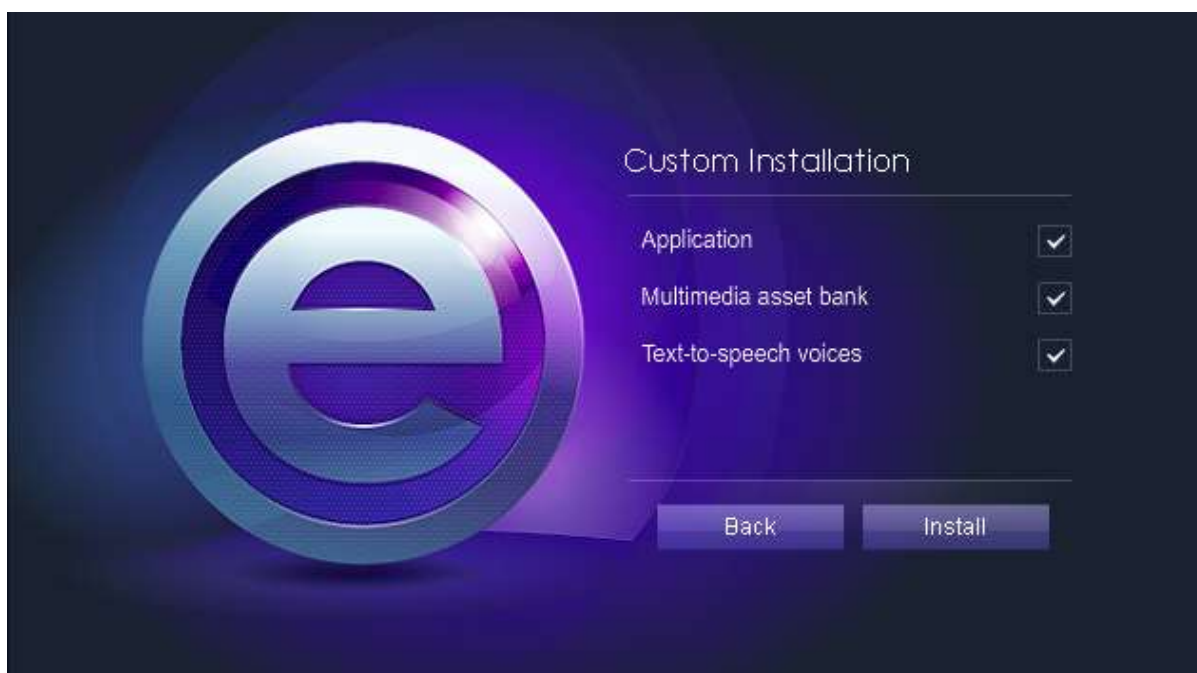 e
Custom Installation
Application
Multimedia asset bank
Text-to-speech voices
Back
Install